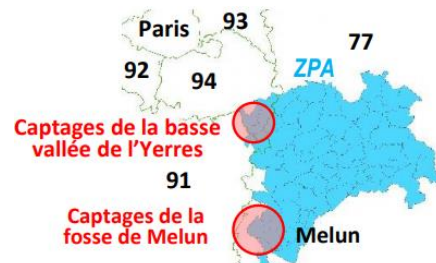 Paris
93
77
92
94
ZPA
Captages de la basse
vallée de l'Yerres
91
Captages de la
fosse de Melun
Melun